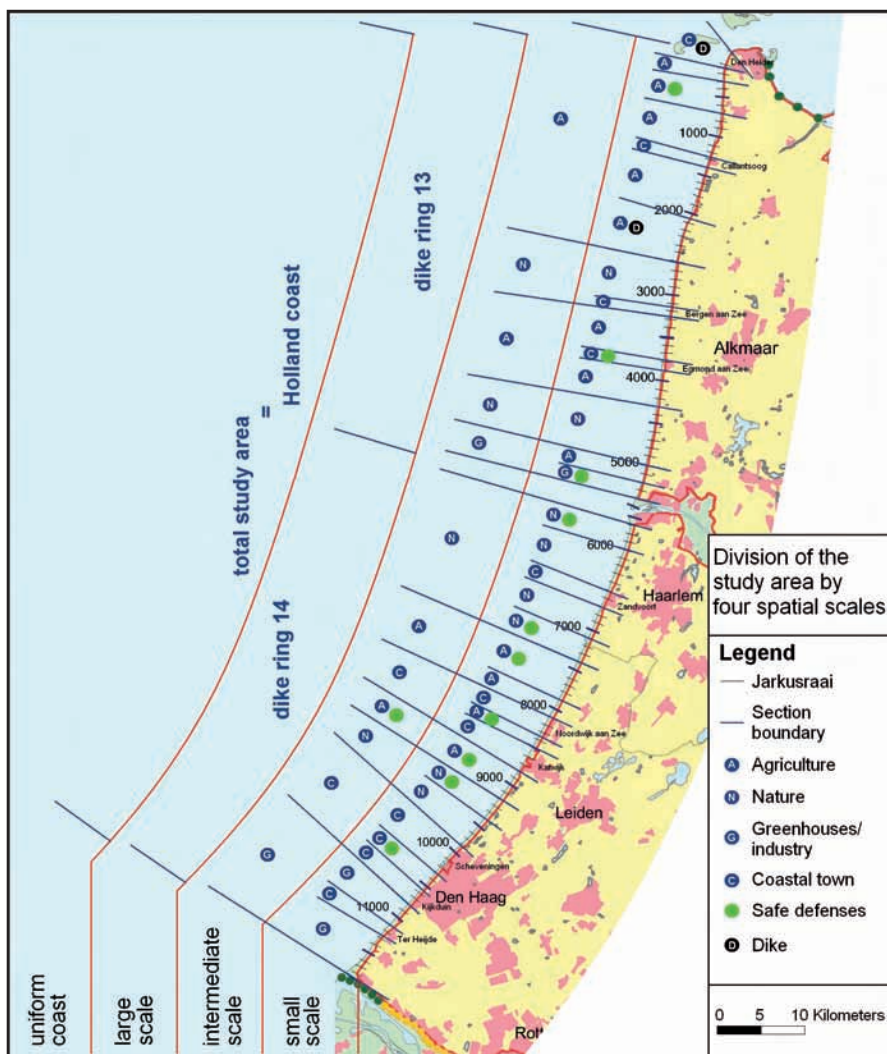 C
D
Den Helder
A
A
A
A
1000
C
Callantsoog
A
dike ring 13
2000
A
D
N
N
3000
C
Bergen aan Zee
total study area
=
Holland coast
A
A
Alkmaar
C
Egmond aan Zee
A
4000
N
N
G
A
5000
G
N
N
6000
N
C
Haarlem
N
Zandvoort
dike ring 14
A
N
7000
A
C
A
C
8000
A
A
C
Noordwijk aan Zee
N
A
Katwijk
C
N
9000
N
Leiden
C
10000
C
G
C
Scheveningen
G
Den Haag
C
11000
Kijkduin
G
Ter Heijde
Rott
uniform
coast
large
scale
intermediate
scale
small
scale
Division of the
study area by
four spatial scales
Legend
Jarkusraai
Section
boundary
A Agriculture
N Nature
G Greenhouses/
industry
C Coastal town
Safe defenses
D Dike
0 5 10 Kilometers